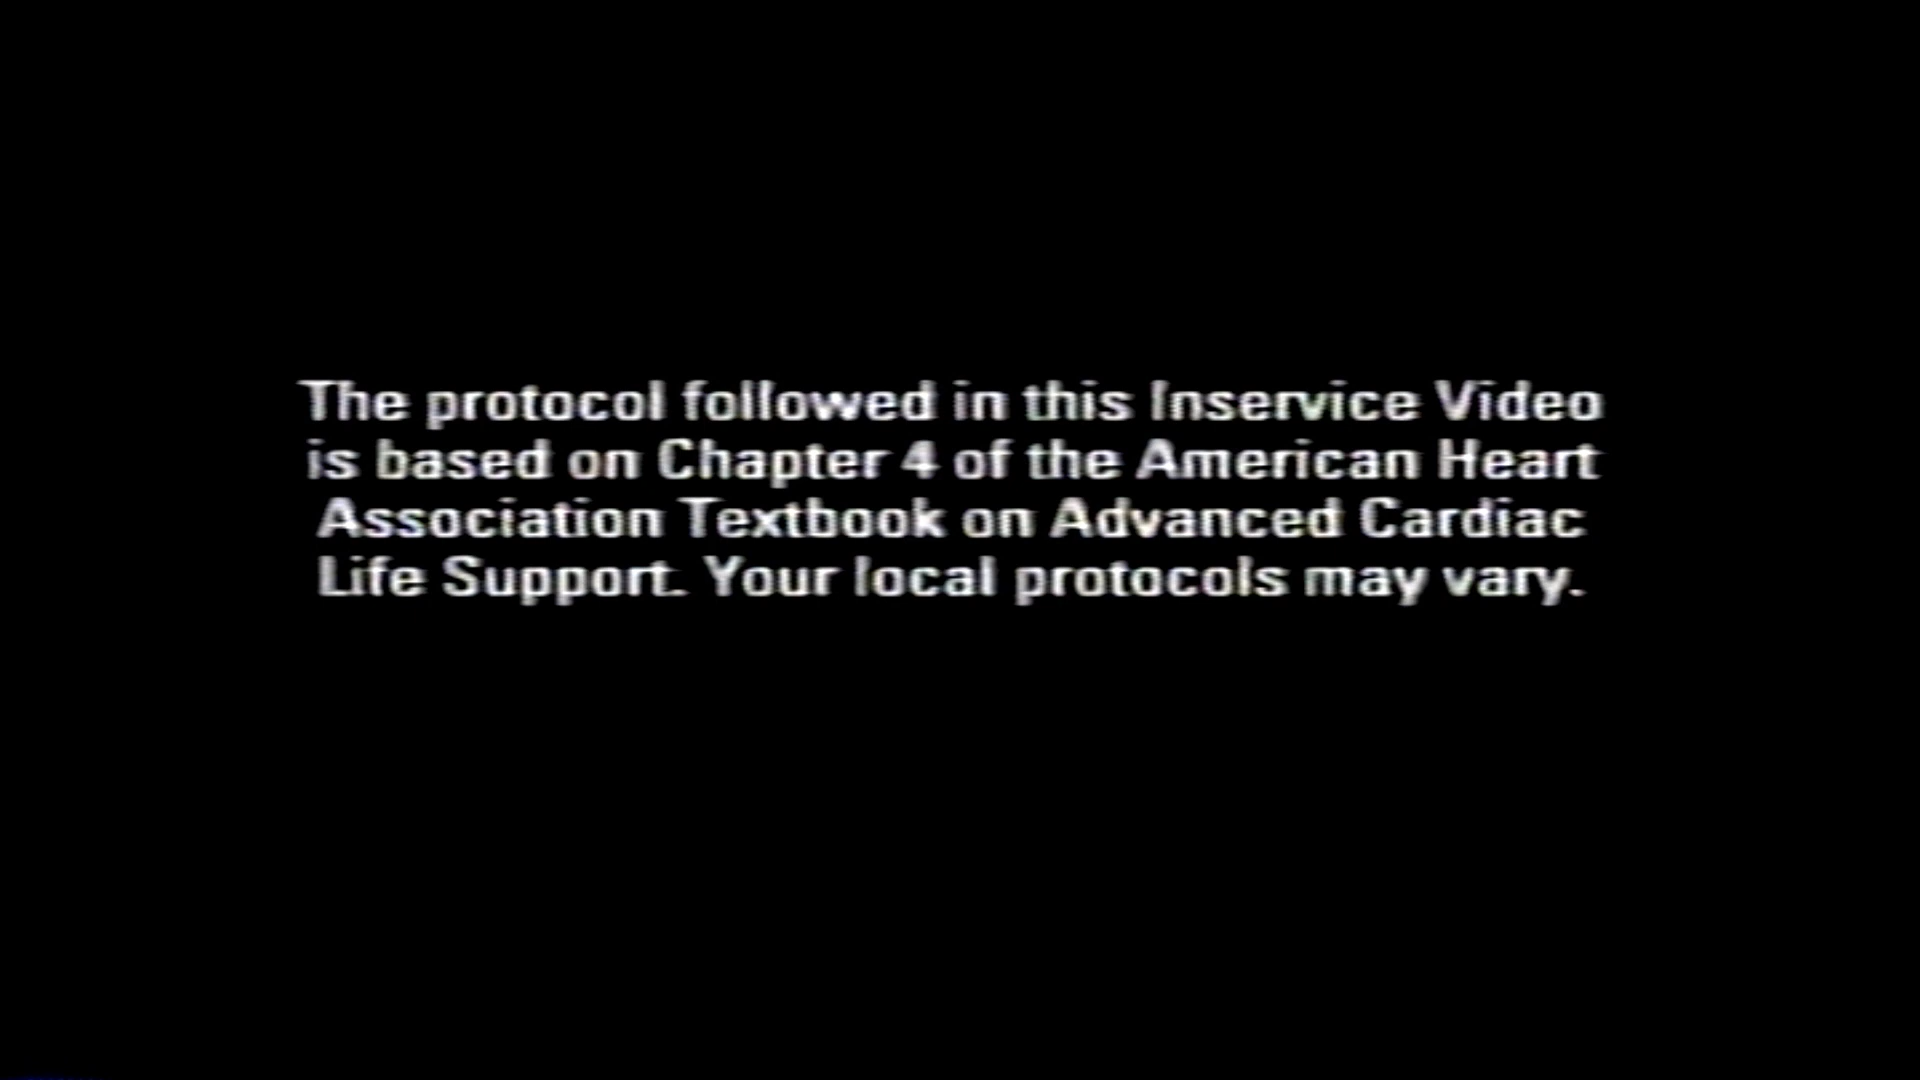 The protocol followed in this Inservice Video
is based on Chapter 4 of the American Heart
Association Textbook on Advanced Cardiac
Life Support. Your local protocols may vary.